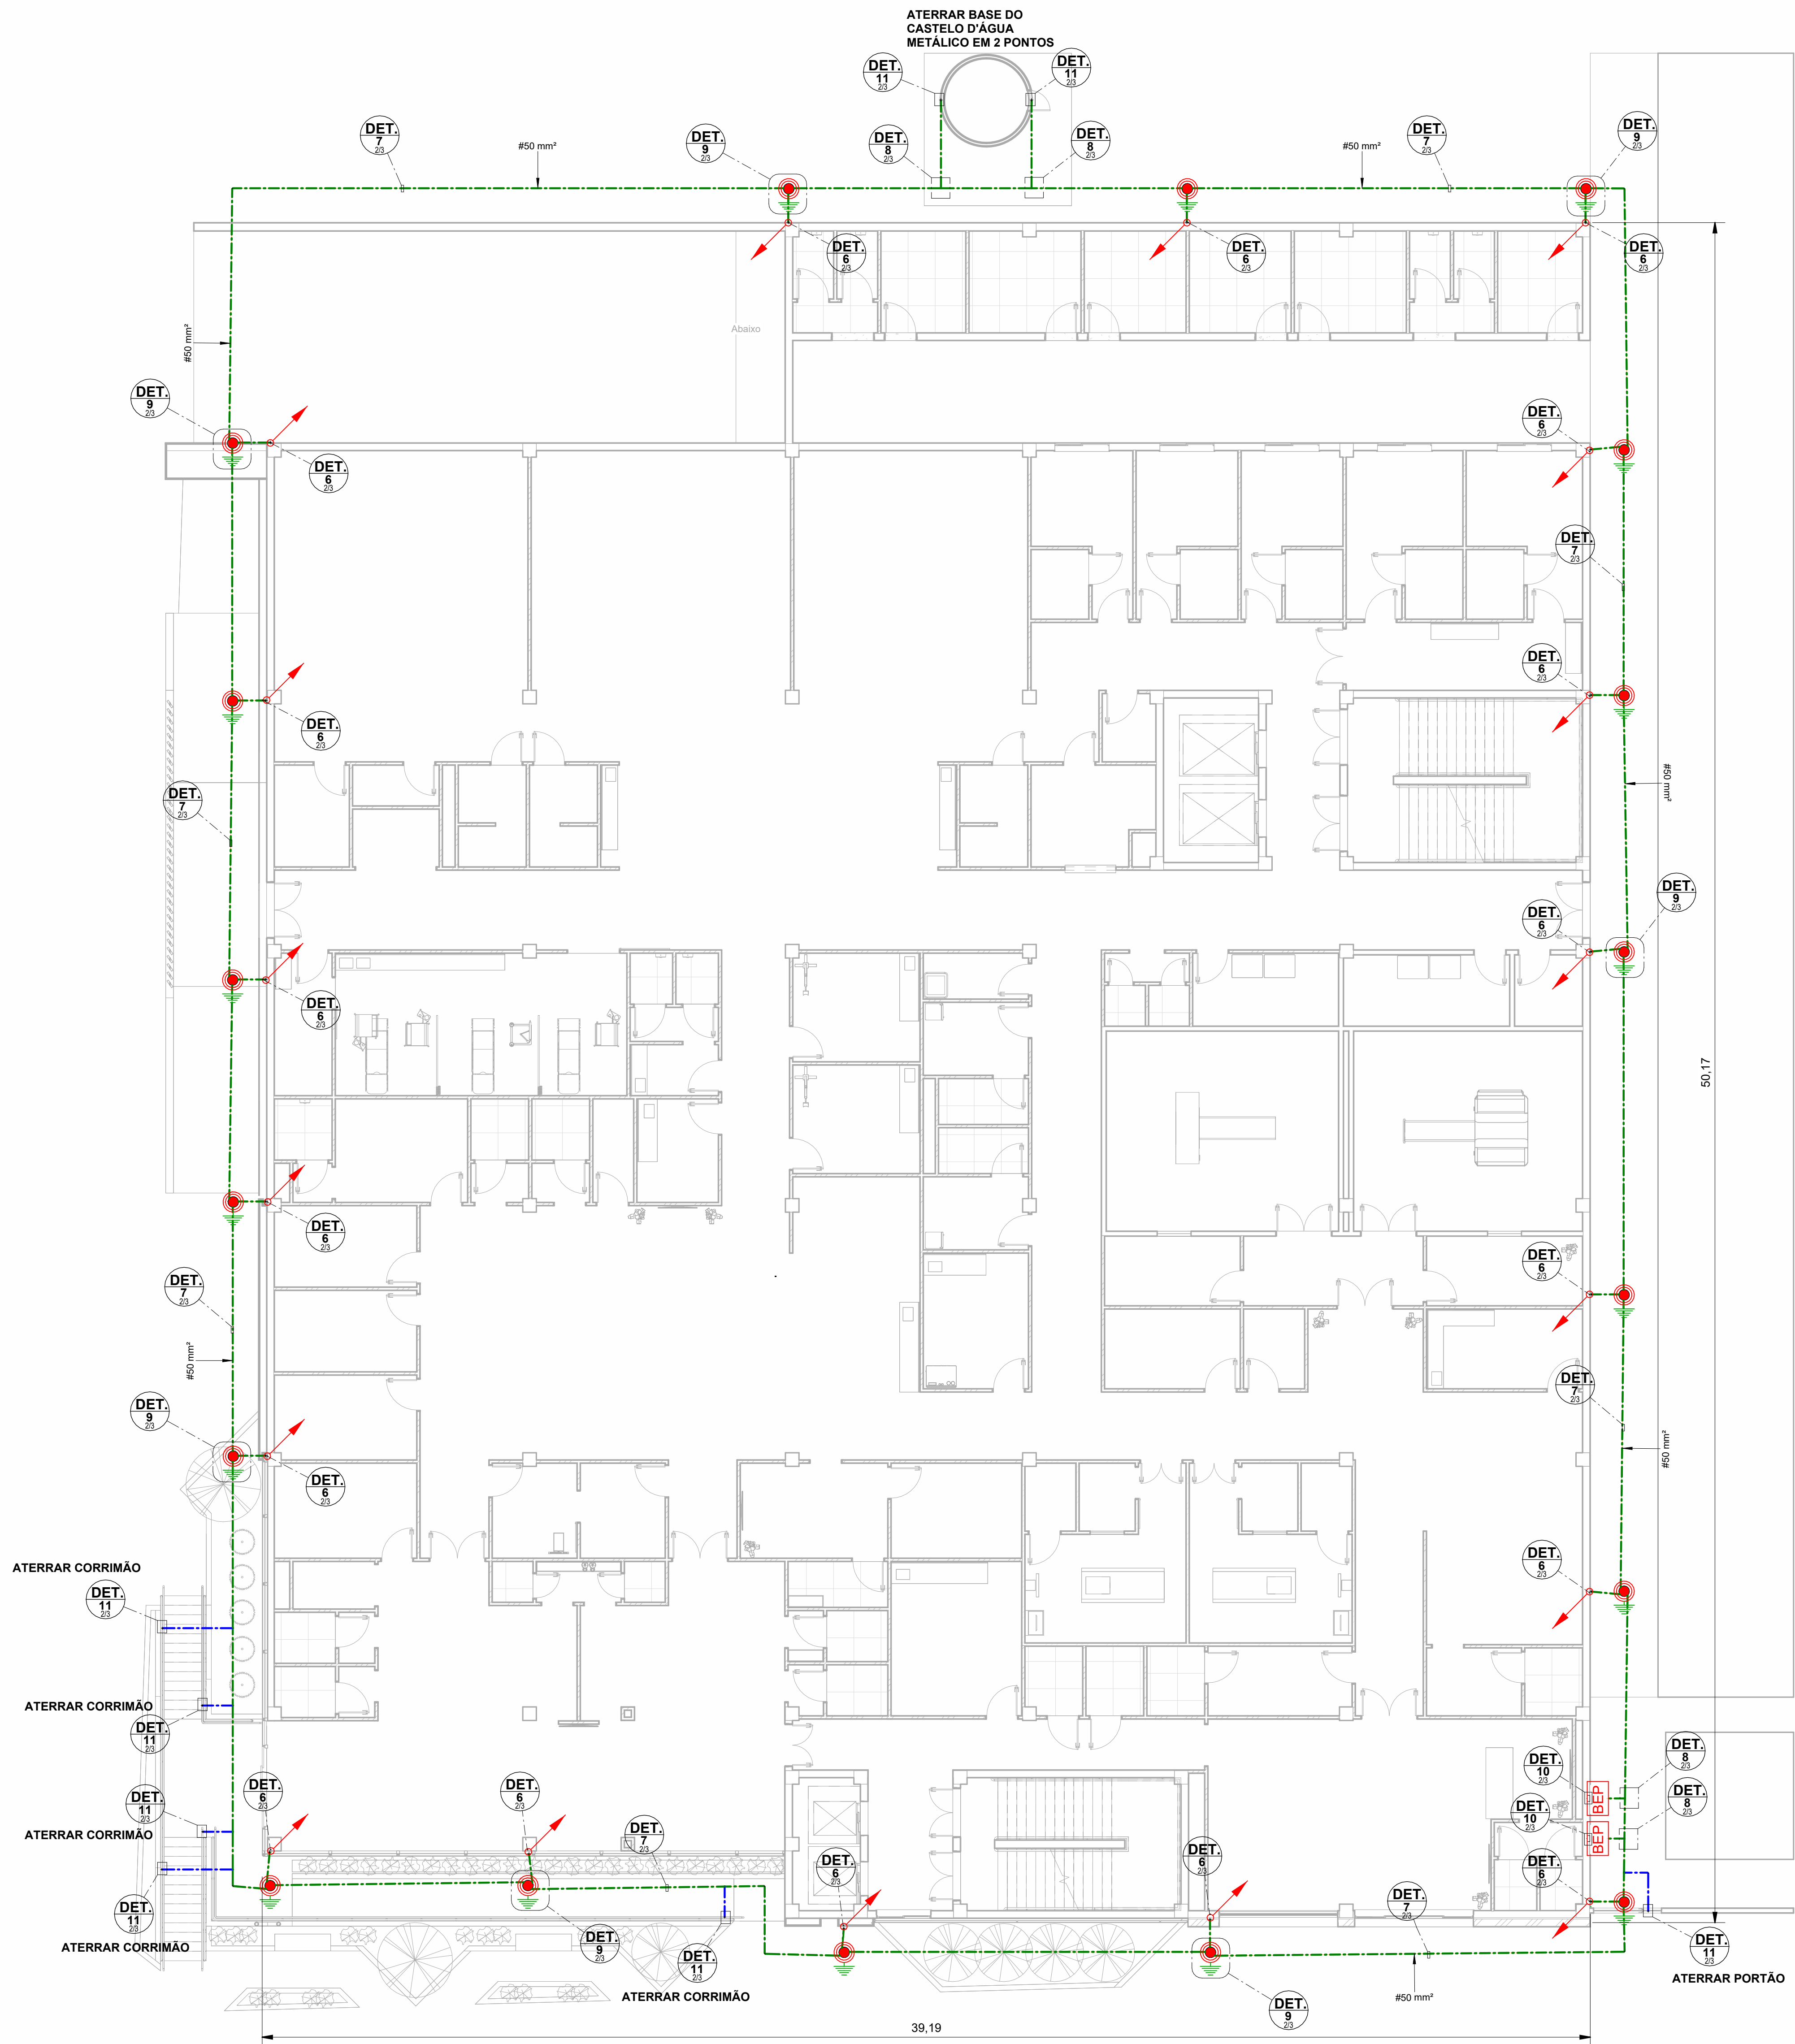 ATERRAR BASE DO
CASTELO D'ÁGUA
METÁLICO EM 2 PONTOS
DET.
11
2/3
DET.
11
2/3
DET.
7
2/3
#50 mm²
DET.
9
2/3
DET.
8
2/3
DET.
8
2/3
#50 mm²
DET.
7
2/3
DET.
9
2/3
DET.
6
2/3
DET.
6
2/3
DET.
6
2/3
#50 mm²
Abaixo
DET.
9
2/3
DET.
6
2/3
DET.
6
2/3
DET.
7
2/3
DET.
6
2/3
DET.
6
2/3
#50 mm²
DET.
7
2/3
DET.
9
2/3
DET.
6
2/3
DET.
6
2/3
50,17
DET.
6
2/3
DET.
6
2/3
DET.
7
2/3
#50 mm²
DET.
7
2/3
DET.
9
2/3
#50 mm²
DET.
6
2/3
ATERRAR CORRIMÃO
DET.
11
2/3
DET.
6
2/3
ATERRAR CORRIMÃO
DET.
11
2/3
DET.
8
2/3
DET.
10
2/3
BEP
DET.
6
2/3
DET.
6
2/3
DET.
11
2/3
DET.
8
2/3
DET.
10
2/3
BEP
ATERRAR CORRIMÃO
DET.
7
2/3
DET.
6
2/3
DET.
6
2/3
DET.
6
2/3
DET.
11
2/3
DET.
7
2/3
ATERRAR CORRIMÃO
DET.
9
2/3
DET.
11
2/3
DET.
11
2/3
ATERRAR PORTÃO
ATERRAR CORRIMÃO
#50 mm²
DET.
9
2/3
39,19